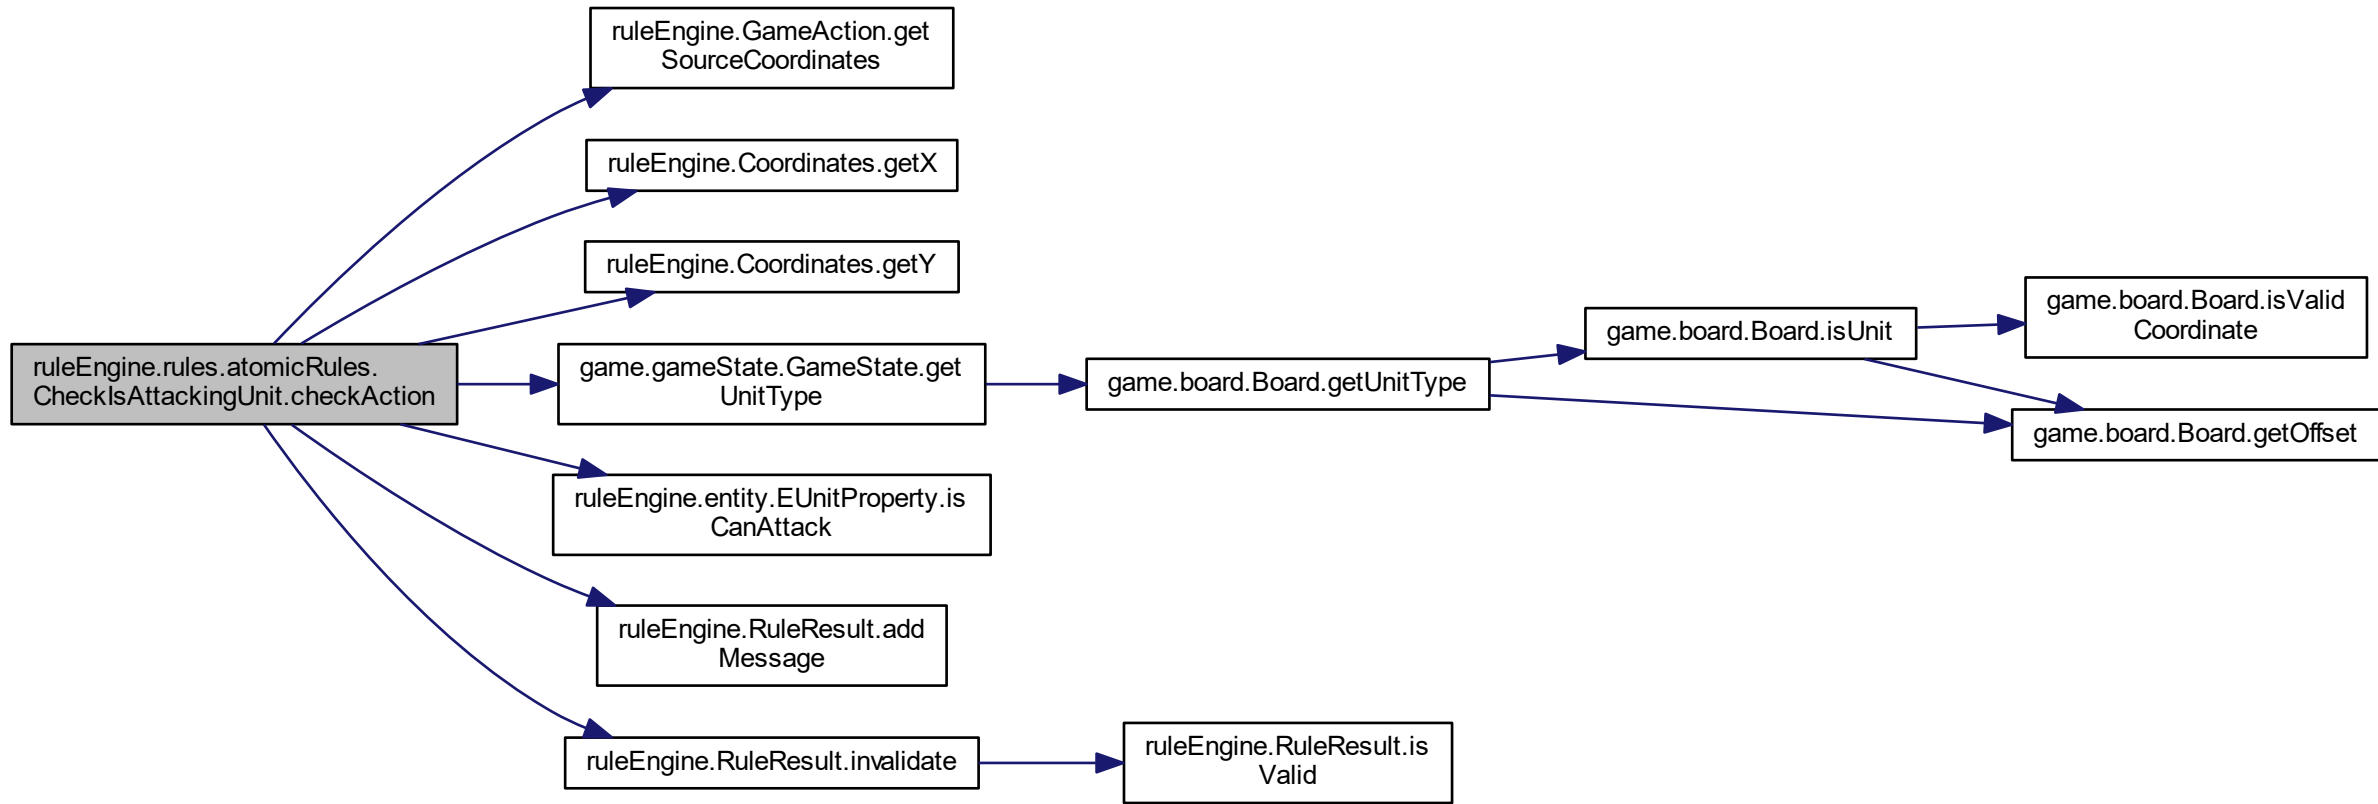 ruleEngine.rules.atomicRules.
CheckIsAttackingUnit.checkAction
ruleEngine.GameAction.get
SourceCoordinates
ruleEngine.Coordinates.getX
ruleEngine.Coordinates.getY
game.gameState.GameState.get
UnitType
ruleEngine.entity.EUnitProperty.is
CanAttack
ruleEngine.RuleResult.add
Message
ruleEngine.RuleResult.invalidate
game.board.Board.getUnitType
game.board.Board.isUnit
game.board.Board.isValid
Coordinate
game.board.Board.getOffset
ruleEngine.RuleResult.is
Valid